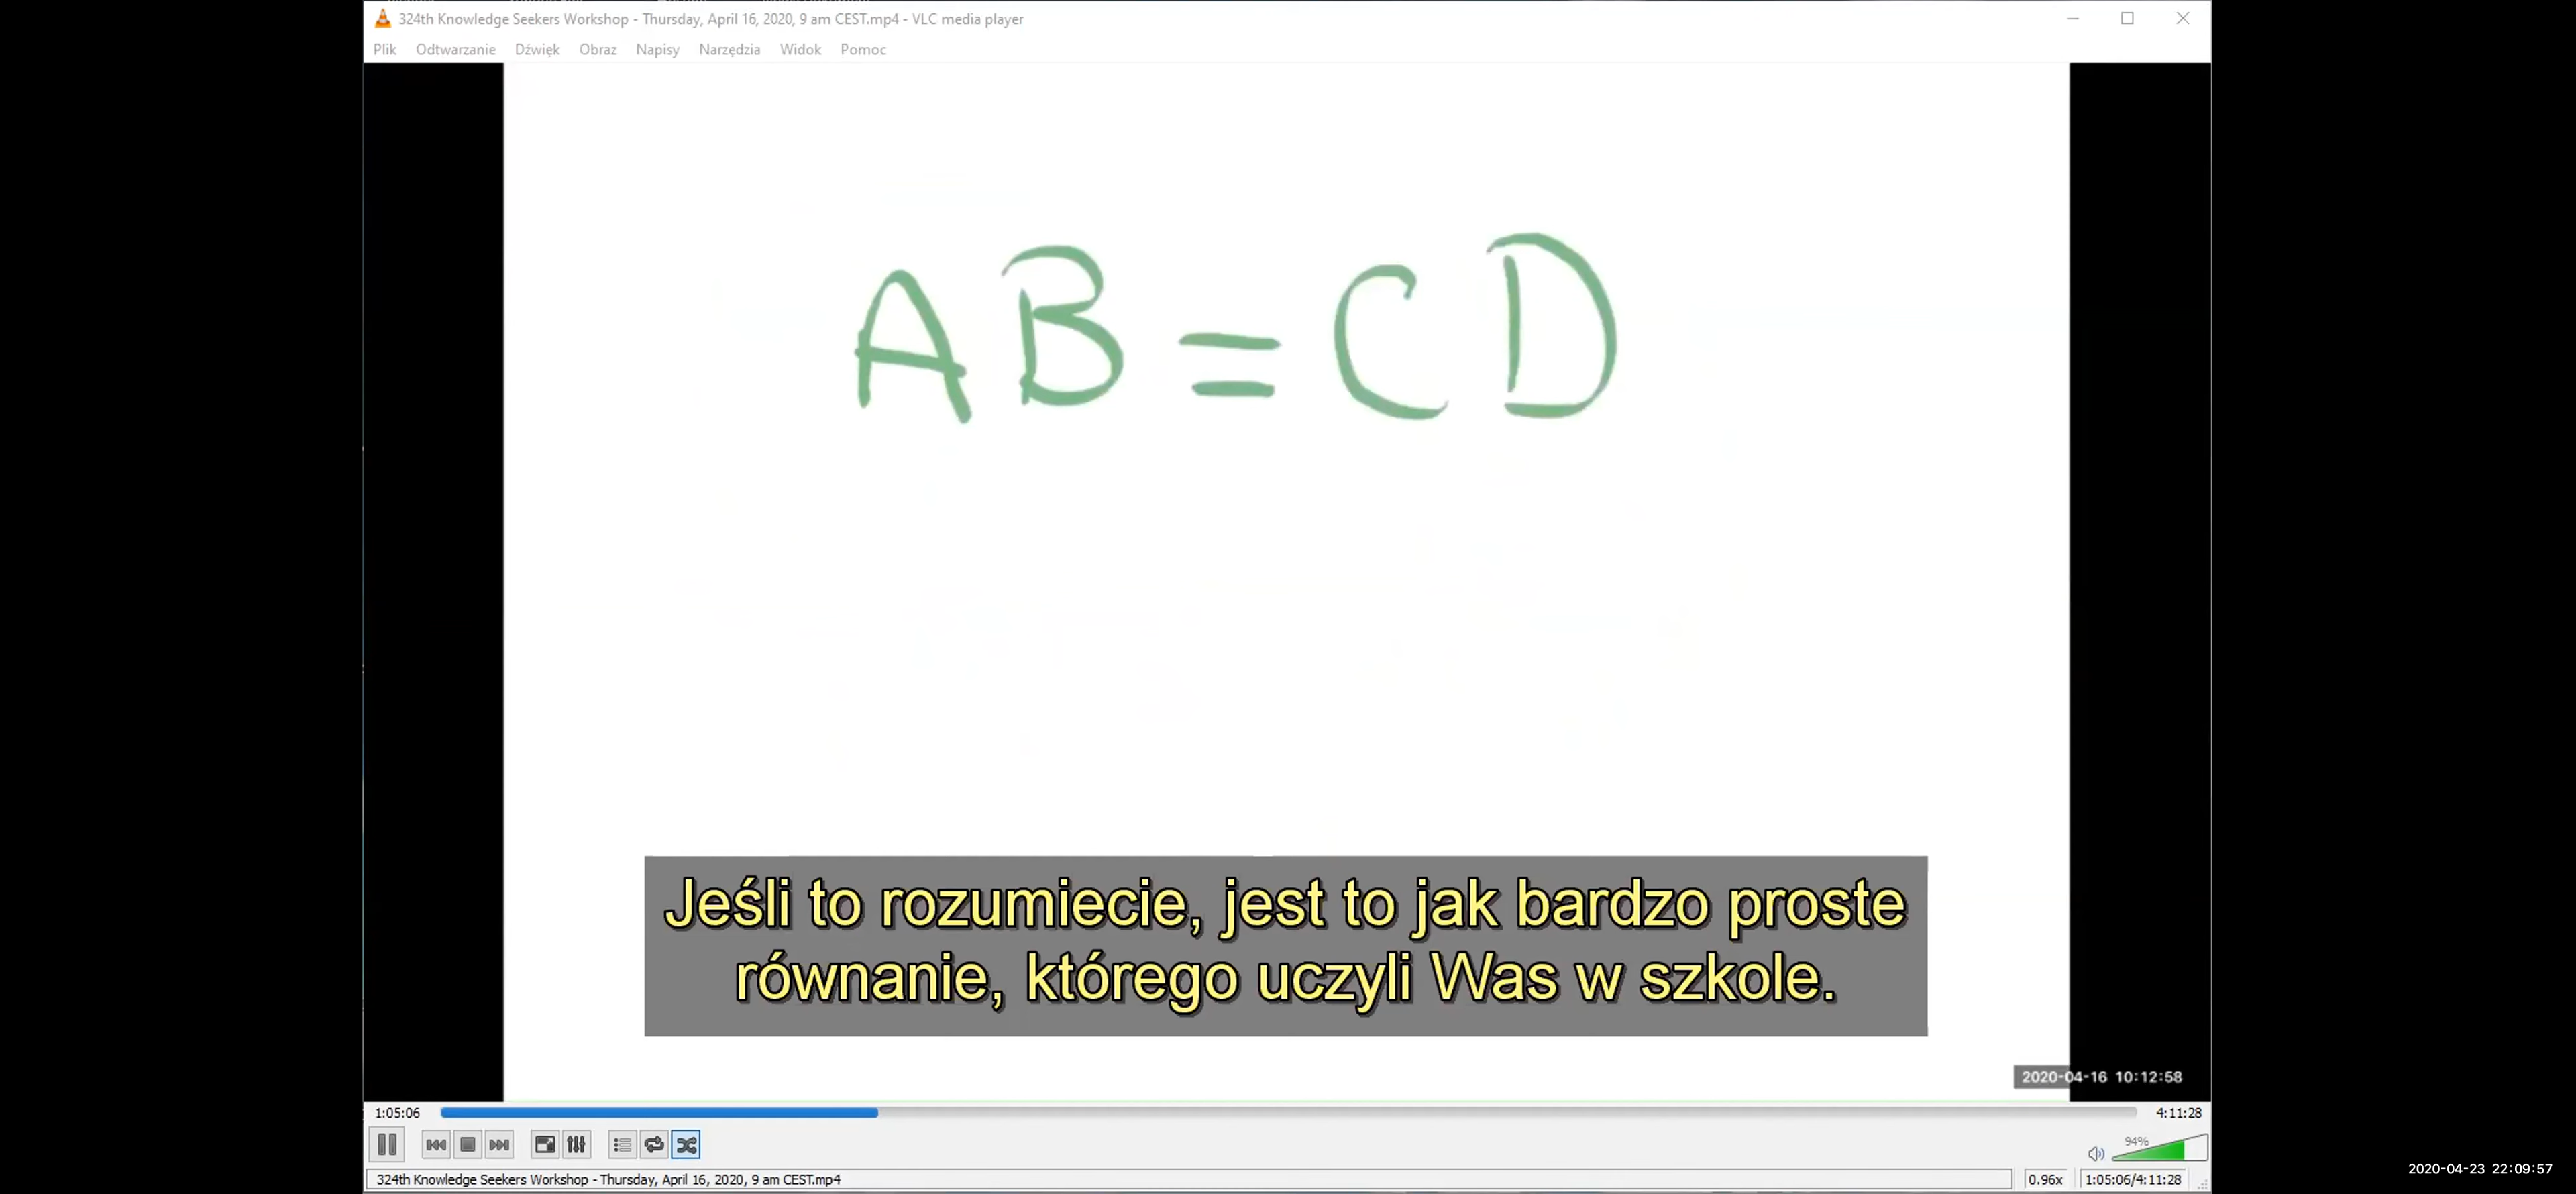 324th Knowledge Seekers Workshop - Thursday, April 16, 2020, 9 am CEST.mp4 - VLC media player
Plik Odtwarzanie Dźwięk Obraz Napisy Narzędzia Widok Pomoc
AB = CD
Jeśli to rozumiecie, jest to jak bardzo proste
równanie, którego uczyli Was w szkole.
2020-04-16 10:12:58
1:05:06 4:11:28
94%
324th Knowledge Seekers Workshop - Thursday, April 16, 2020, 9 am CEST.mp4 0.96x 1:05:06/4:11:28
2020-04-23 22:09:57